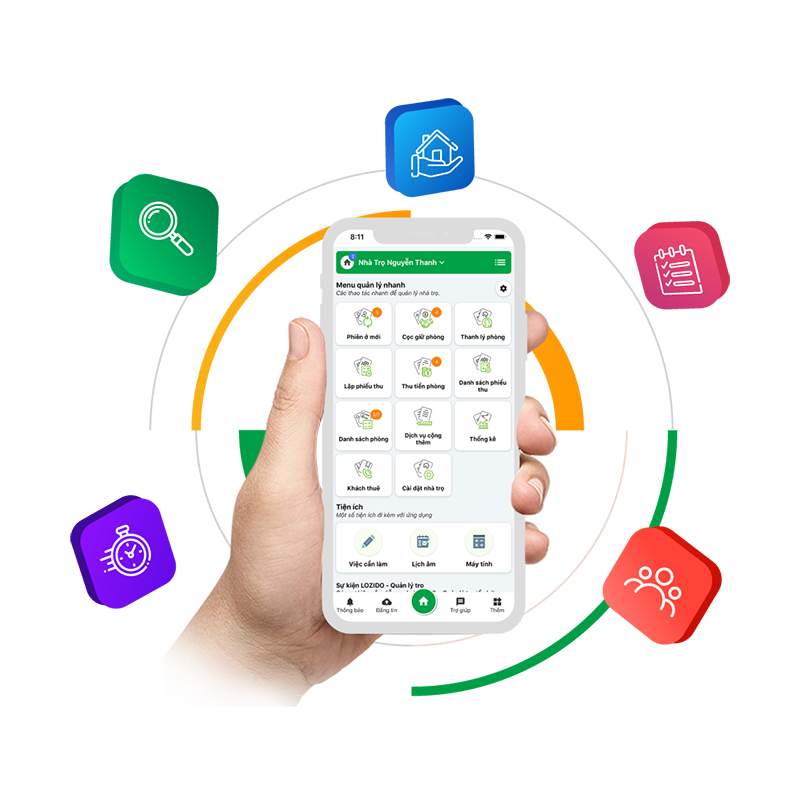 8:11
2
Nhà Trọ Nguyễn Thanh
Menu quản lý nhanh
Các thao tác nhanh để quản lý nhà trọ.
Phiên ở mới
Cọc giữ phòng
Thanh lý phòng
Lập phiếu thu
Thu tiền phòng
Danh sách phiếu
thu
Danh sách phòng
Dịch vụ cộng
thêm
Thống kê
Khách thuê
Cài đặt nhà trọ
Tiện ích
Một số tiện ích đi kèm với ứng dụng
Việc cần làm
Lịch âm
Máy tính
Sự kiện LOZIDO - Quản lý trọ
Thông báo
Đăng tin
Trợ giúp
Thêm